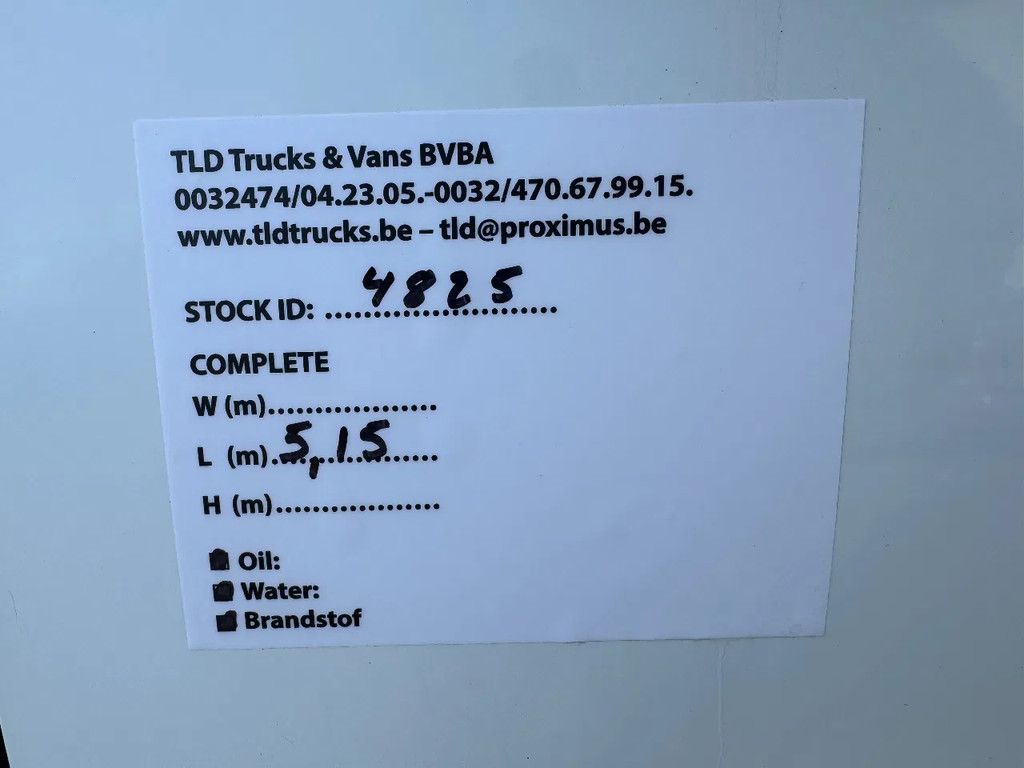 TLD Trucks & Vans BVBA
0032474/04.23.05.-0032/470.67.99.15.
www.tldtrucks.be – tld@proximus.be
STOCK ID: 4825
COMPLETE
W (m)..................
L (m) 5,15
H (m)..................
Oil:
Water:
Brandstof